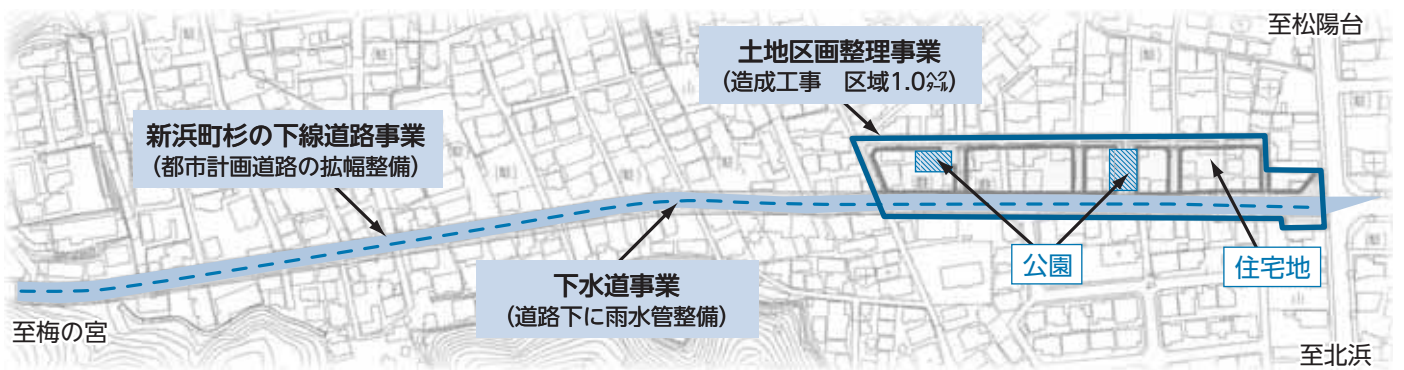 至松陽台
土地区画整理事業
(造成工事　区域1.0㌶)
新浜町杉の下線道路事業
(都市計画道路の拡幅整備)
公園
住宅地
下水道事業
(道路下に雨水管整備)
至梅の宮
至北浜